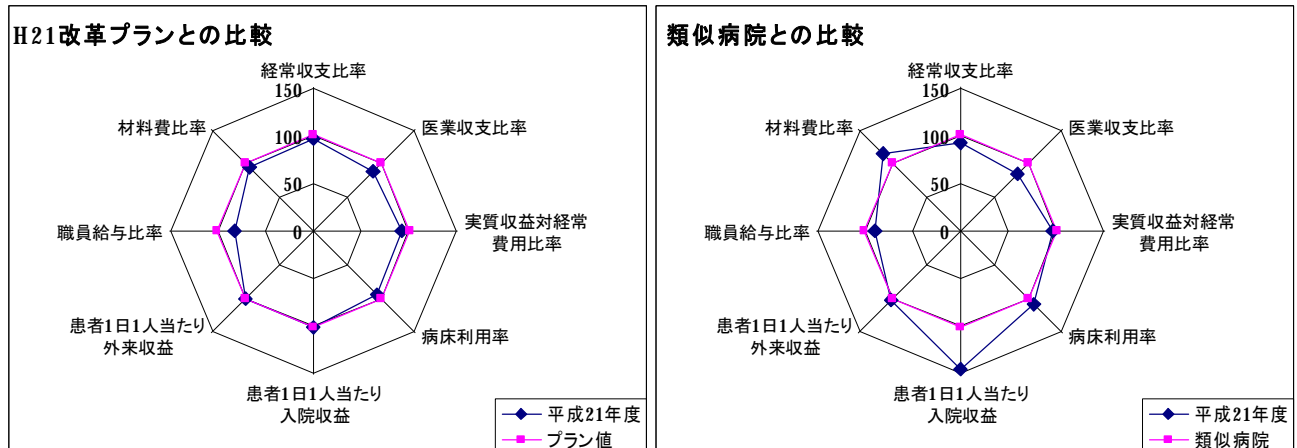 H21改革プランとの比較
経常収支比率
150
材料費比率
医業収支比率
100
50
職員給与比率
0
実質収益対経常
費用比率
患者1日1人当たり
外来収益
病床利用率
患者1日1人当たり
入院収益
平成21年度
プラン値
類似病院との比較
経常収支比率
150
材料費比率
医業収支比率
100
50
職員給与比率
0
実質収益対経常
費用比率
患者1日1人当たり
外来収益
病床利用率
患者1日1人当たり
入院収益
平成21年度
類似病院